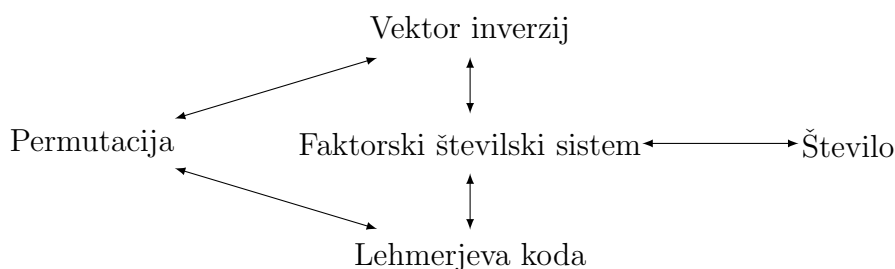 Vektor inverzij
Permutacija
Faktorski številski sistem
Število
Lehmerjeva koda